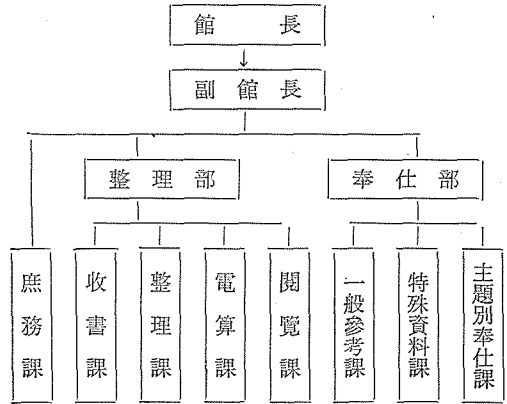 館長
副館長
整理部
奉仕部
庶務課
收書課
整理課
電算課
閱覽課
一般參考課
特殊資料課
主題別奉仕課